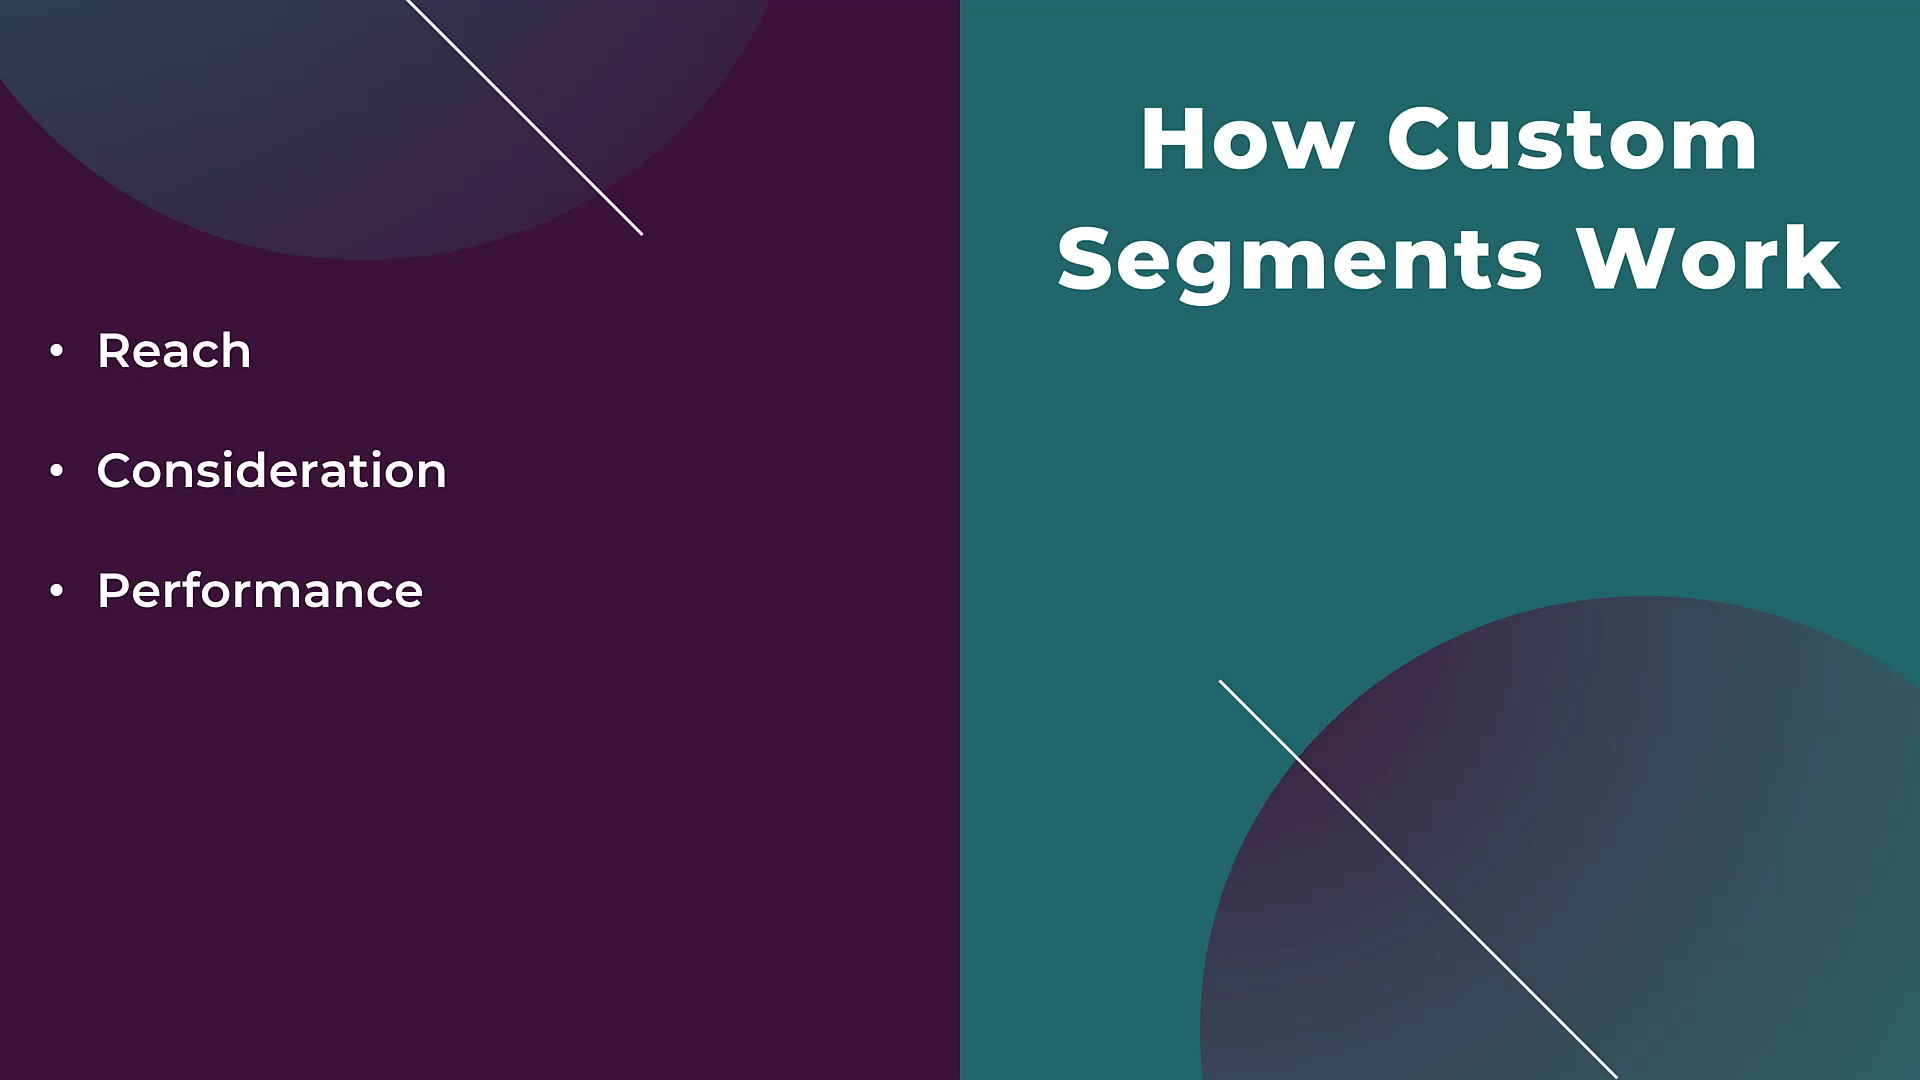 How Custom
Segments Work
• Reach
• Consideration
• Performance